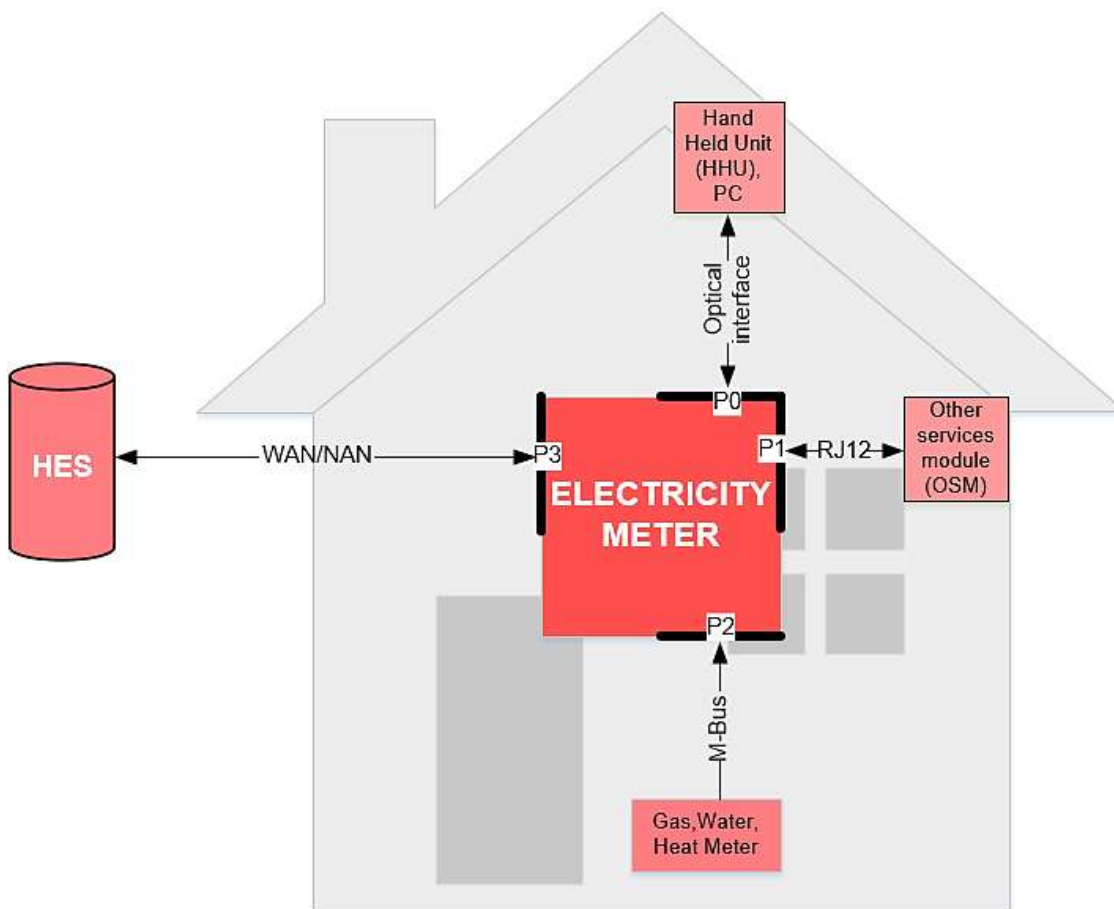 Hand
Held Unit
(HHU),
PC
Optical
interface
P0
Other
services
module
(OSM)
HES
WAN/NAN
P3
P1
RJ12
ELECTRICITY
METER
P2
M-Bus
Gas,Water,
Heat Meter